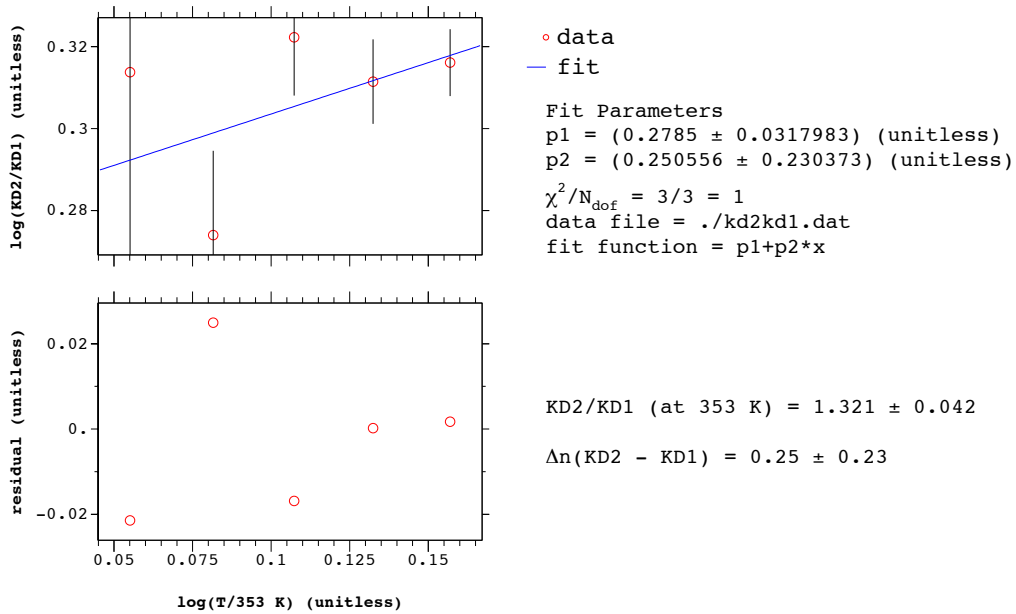 log(KD2/KD1) (unitless)
0.32
0.3
0.28
data
fit
Fit Parameters
p1 = (0.2785 ± 0.0317983) (unitless)
p2 = (0.250556 ± 0.230373) (unitless)
χ²/N_dof = 3/3 = 1
data file = ./kd2kd1.dat
fit function = p1+p2*x
residual (unitless)
0.02
0.
-0.02
0.05
0.075
0.1
0.125
0.15
log(T/353 K) (unitless)
KD2/KD1 (at 353 K) = 1.321 ± 0.042
Δn(KD2 - KD1) = 0.25 ± 0.23